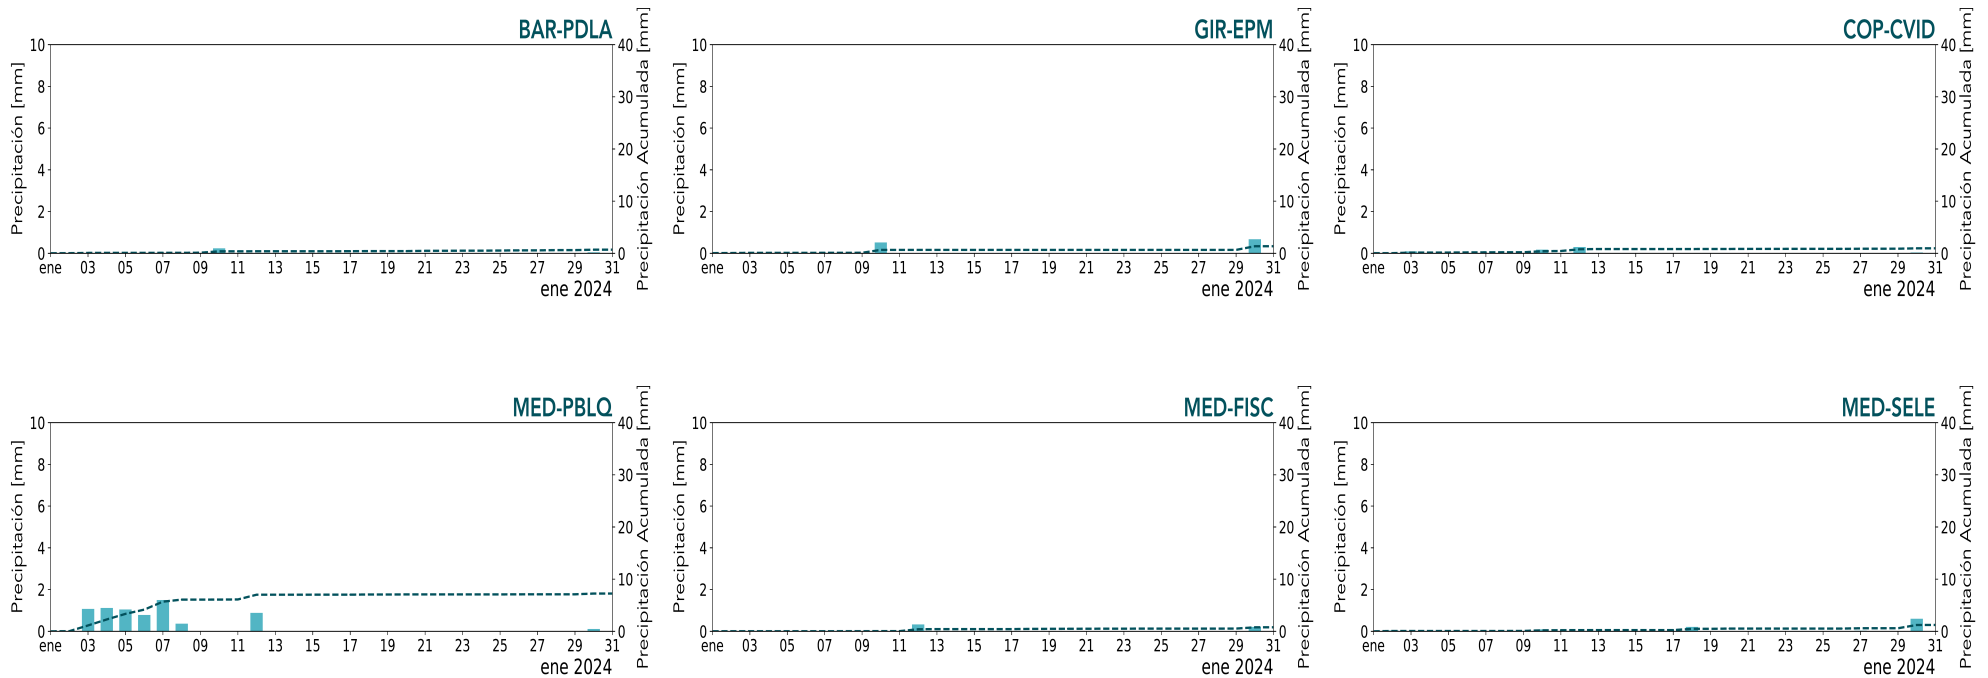 BAR-PDLA
Precipitación [mm]
10
8
6
4
2
0
40
30
20
10
0
Precipitación Acumulada [mm]
ene 03 05 07 09 11 13 15 17 19 21 23 25 27 29 31
ene 2024
GIR-EPM
Precipitación [mm]
10
8
6
4
2
0
40
30
20
10
0
Precipitación Acumulada [mm]
ene 03 05 07 09 11 13 15 17 19 21 23 25 27 29 31
ene 2024
COP-CVID
Precipitación [mm]
10
8
6
4
2
0
40
30
20
10
0
Precipitación Acumulada [mm]
ene 03 05 07 09 11 13 15 17 19 21 23 25 27 29 31
ene 2024
MED-PBLQ
Precipitación [mm]
10
8
6
4
2
0
40
30
20
10
0
Precipitación Acumulada [mm]
ene 03 05 07 09 11 13 15 17 19 21 23 25 27 29 31
ene 2024
MED-FISC
Precipitación [mm]
10
8
6
4
2
0
40
30
20
10
0
Precipitación Acumulada [mm]
ene 03 05 07 09 11 13 15 17 19 21 23 25 27 29 31
ene 2024
MED-SELE
Precipitación [mm]
10
8
6
4
2
0
40
30
20
10
0
Precipitación Acumulada [mm]
ene 03 05 07 09 11 13 15 17 19 21 23 25 27 29 31
ene 2024